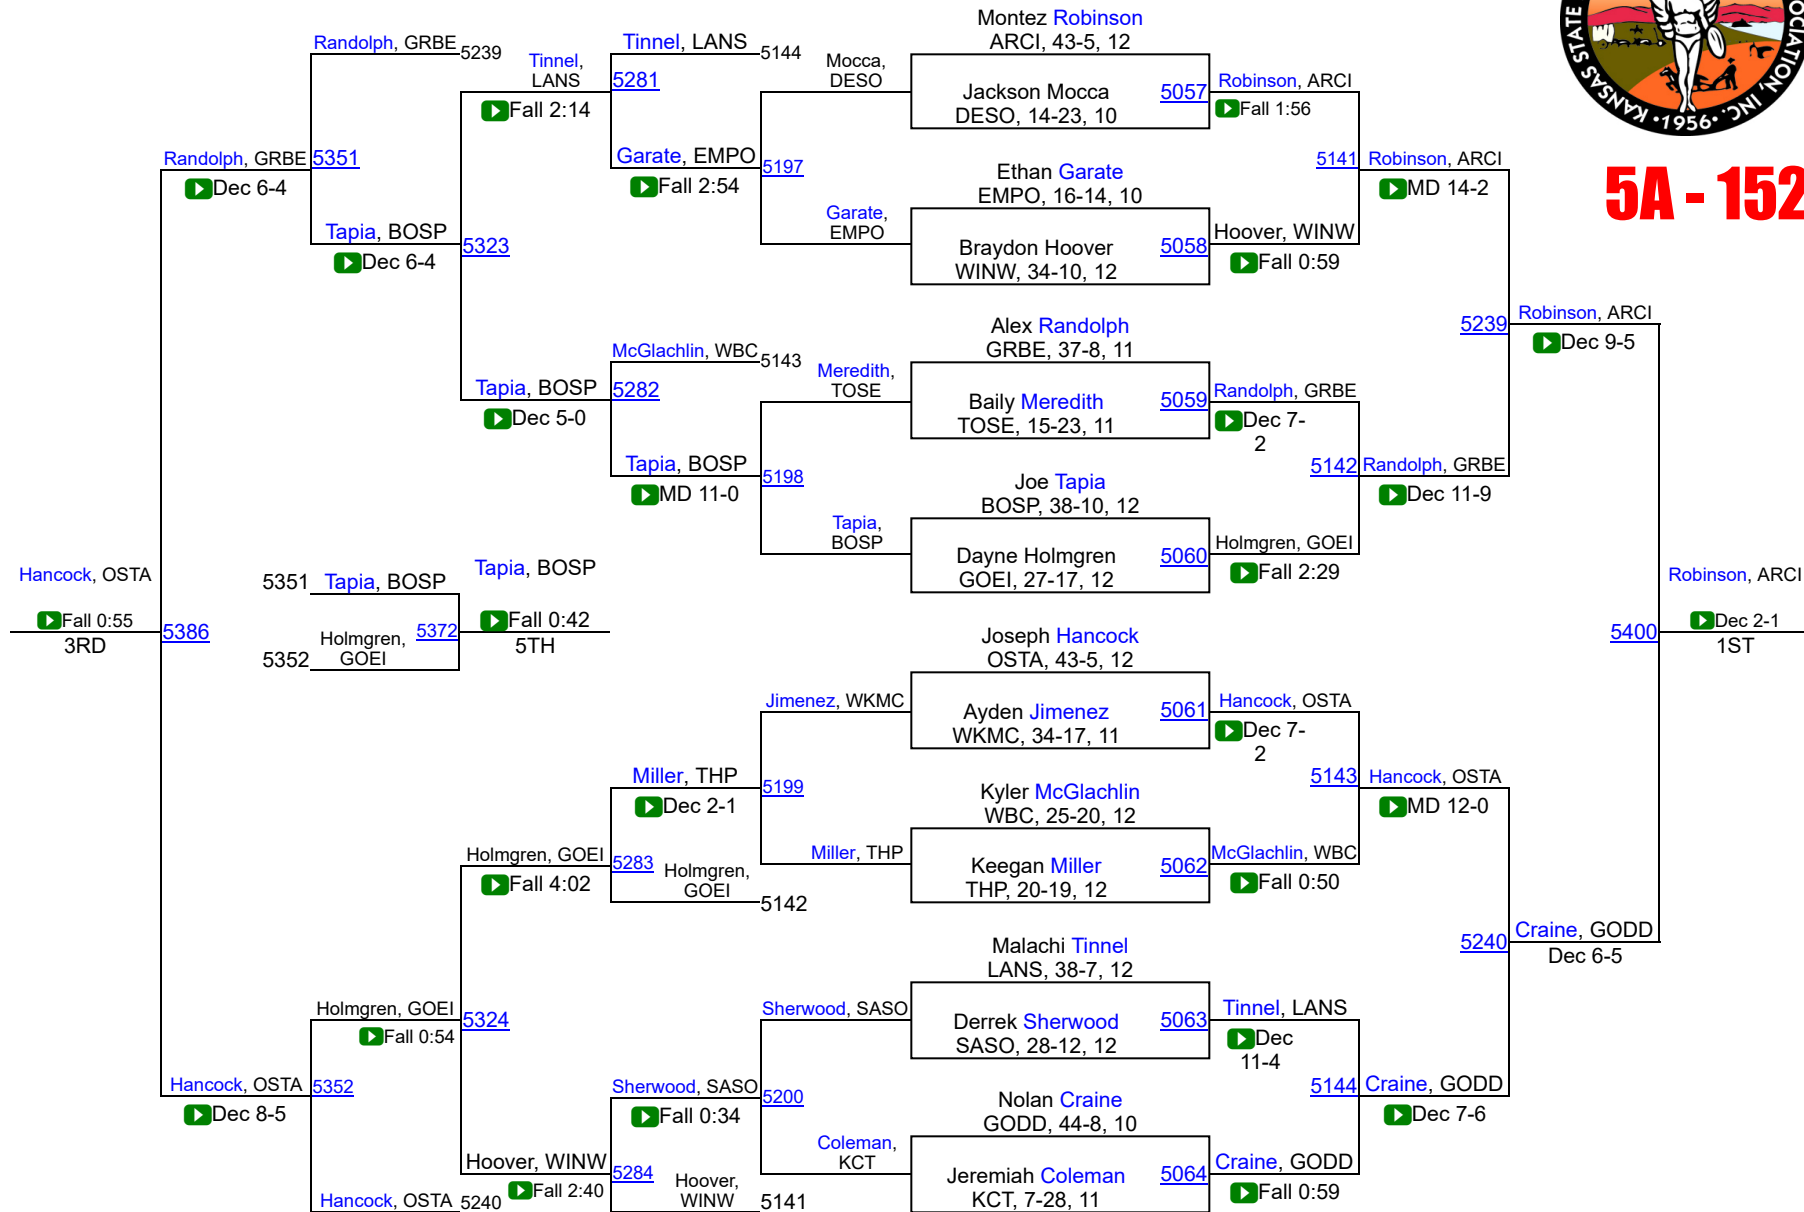 KANSAS STATE
OCIATION, INC.
•1956•
5A - 152
Montez Robinson
ARCI, 43-5, 12
Jackson Mocca
DESO, 14-23, 10
5057
Ethan Garate
EMPO, 16-14, 10
Braydon Hoover
WINW, 34-10, 12
5058
Alex Randolph
GRBE, 37-8, 11
Baily Meredith
TOSE, 15-23, 11
5059
Joe Tapia
BOSP, 38-10, 12
Dayne Holmgren
GOEI, 27-17, 12
5060
Joseph Hancock
OSTA, 43-5, 12
Ayden Jimenez
WKMC, 34-17, 11
5061
Kyler McGlachlin
WBC, 25-20, 12
Keegan Miller
THP, 20-19, 12
5062
Malachi Tinnel
LANS, 38-7, 12
Derrek Sherwood
SASO, 28-12, 12
5063
Nolan Craine
GODD, 44-8, 10
Jeremiah Coleman
KCT, 7-28, 11
5064
Robinson, ARCI
Fall 1:56
5141
Hoover, WINW
Fall 0:59
Randolph, GRBE
Dec 7-
2
5142
Holmgren, GOEI
Fall 2:29
Hancock, OSTA
Dec 7-
2
5143
McGlachlin, WBC
Fall 0:50
Tinnel, LANS
Dec
11-4
5144
Craine, GODD
Fall 0:59
Robinson, ARCI
MD 14-2
5239
Randolph, GRBE
Dec 11-9
Hancock, OSTA
MD 12-0
5240
Craine, GODD
Dec 7-6
Robinson, ARCI
Dec 9-5
5400
Craine, GODD
Dec 6-5
Robinson, ARCI
Dec 2-1
1ST
Mocca,
DESO
5197
Garate,
EMPO
Meredith,
TOSE
5198
Tapia,
BOSP
Jimenez, WKMC
5199
Miller, THP
Sherwood, SASO
5200
Coleman,
KCT
Tinnel, LANS
5144
5281
Garate, EMPO
Fall 2:54
McGlachlin, WBC
5143
5282
Tapia, BOSP
MD 11-0
Miller, THP
Dec 2-1
5283
Holmgren,
GOEI
5142
Sherwood, SASO
Fall 0:34
5284
Hoover,
WINW
5141
Tinnel,
LANS
Fall 2:14
5323
Tapia, BOSP
Dec 5-0
Holmgren, GOEI
Fall 4:02
5324
Hoover, WINW
Fall 2:40
Randolph, GRBE
5239
5351
Tapia, BOSP
Dec 6-4
Holmgren, GOEI
Fall 0:54
5352
Hancock, OSTA
5240
Randolph, GRBE
Dec 6-4
5386
Hancock, OSTA
Dec 8-5
Hancock, OSTA
Fall 0:55
3RD
5351
Tapia, BOSP
5372
5352
Holmgren,
GOEI
Tapia, BOSP
Fall 0:42
5TH